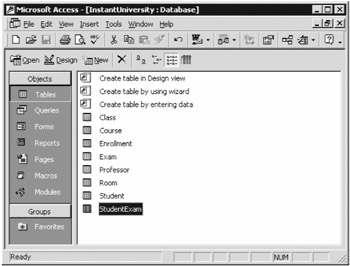 Microsoft Access - [InstantUniversity : Database]
File Edit View Insert Tools Window Help
Open Design New
Objects
Tables
Queries
Forms
Reports
Pages
Macros
Modules
Groups
Favorites
Create table in Design view
Create table by using wizard
Create table by entering data
Class
Course
Enrollment
Exam
Professor
Room
Student
StudentExam
Ready
NUM